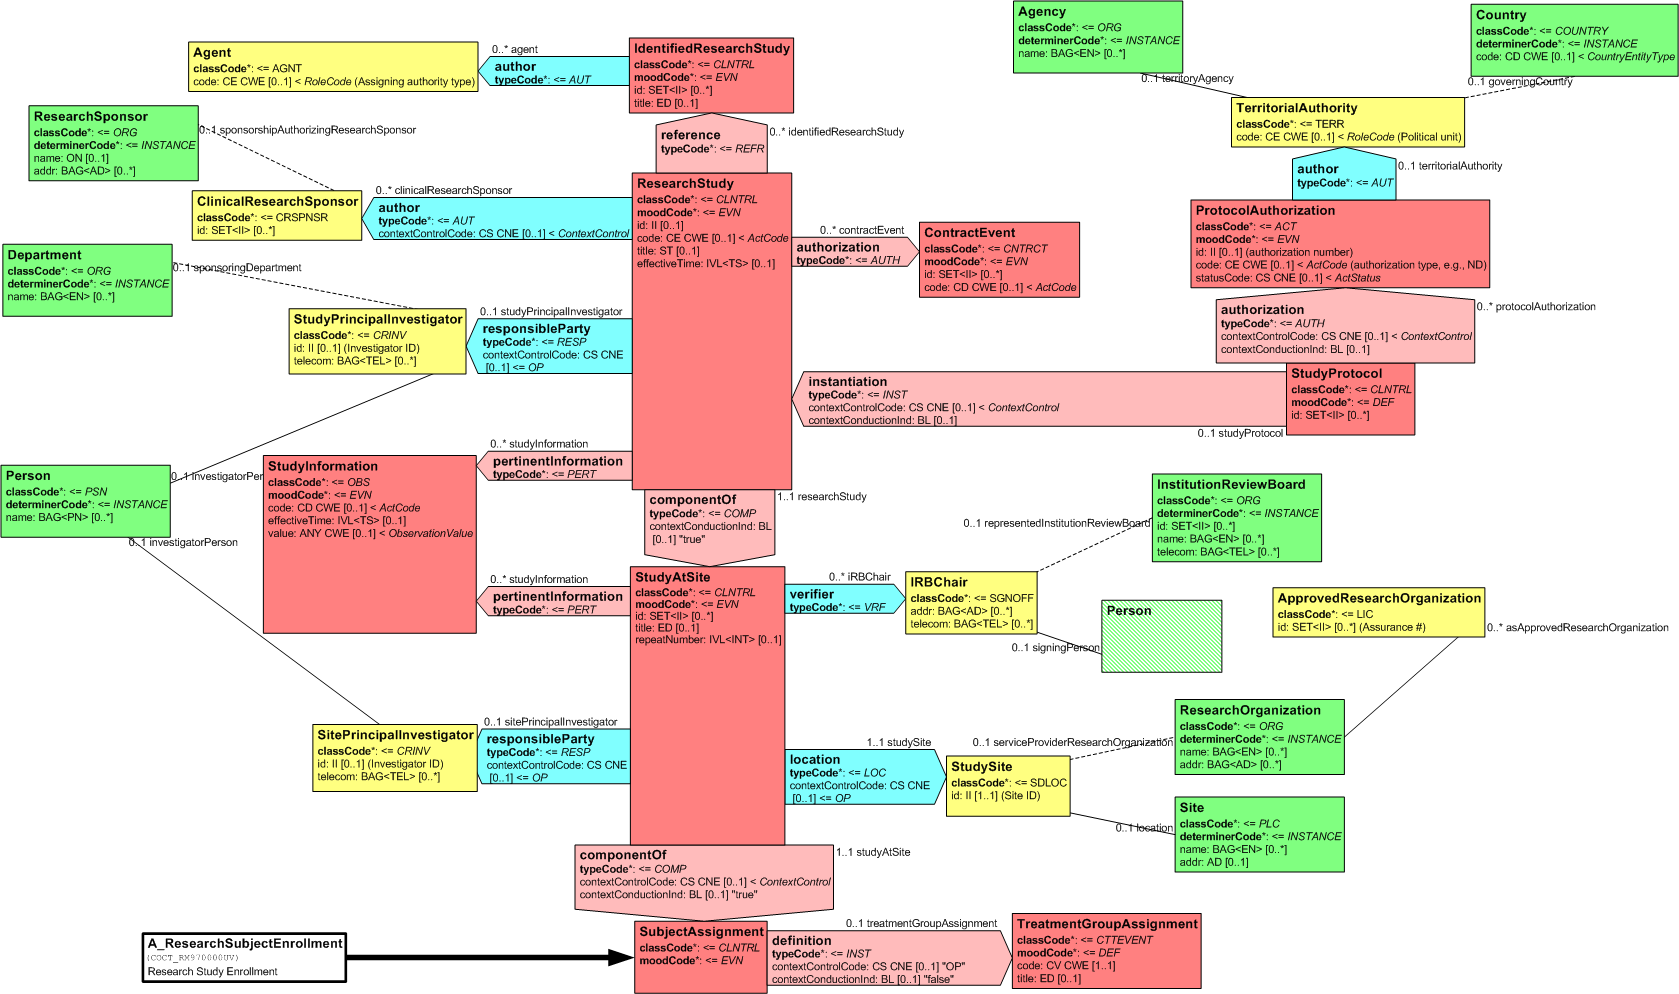 Agency
classCode*: <= ORG
determinerCode*: <= INSTANCE
name: BAG<EN> [0..*]
Country
classCode*: <= COUNTRY
determinerCode*: <= INSTANCE
code: CD CWE [0..1] < CountryEntityType
Agent
classCode*: <= AGNT
code: CE CWE [0..1] < RoleCode (Assigning authority type)
0..* agent
author
typeCode*: <= AUT
IdentifiedResearchStudy
classCode*: <= CLNTRL
moodCode*: <= EVN
id: SET<II> [0..*]
title: ED [0..1]
0..1 territoryAgency
0..1 governingCountry
TerritorialAuthority
classCode*: <= TERR
code: CE CWE [0..1] < RoleCode (Political unit)
ResearchSponsor
classCode*: <= ORG
determinerCode*: <= INSTANCE
name: ON [0..1]
addr: BAG<AD> [0..*]
0..1 sponsorshipAuthorizingResearchSponsor
reference
typeCode*: <= REFR
0..* identifiedResearchStudy
author
typeCode*: <= AUT
0..1 territorialAuthority
ClinicalResearchSponsor
classCode*: <= CRSPNSR
id: SET<II> [0..*]
0..* clinicalResearchSponsor
author
typeCode*: <= AUT
contextControlCode: CS CNE [0..1] < ContextControl
ResearchStudy
classCode*: <= CLNTRL
moodCode*: <= EVN
id: II [0..1]
code: CE CWE [0..1] < ActCode
title: ST [0..1]
effectiveTime: IVL<TS> [0..1]
0..* contractEvent
authorization
typeCode*: <= AUTH
ContractEvent
classCode*: <= CNTRCT
moodCode*: <= EVN
id: SET<II> [0..*]
code: CD CWE [0..1] < ActCode
ProtocolAuthorization
classCode*: <= ACT
moodCode*: <= EVN
id: II [0..1] (authorization number)
code: CE CWE [0..1] < ActCode (authorization type, e.g., ND)
statusCode: CS CNE [0..1] < ActStatus
Department
classCode*: <= ORG
determinerCode*: <= INSTANCE
name: BAG<EN> [0..*]
0..1 sponsoringDepartment
StudyPrincipalInvestigator
classCode*: <= CRINV
id: II [0..1] (Investigator ID)
telecom: BAG<TEL> [0..*]
0..1 studyPrincipalInvestigator
responsibleParty
typeCode*: <= RESP
contextControlCode: CS CNE
[0..1] <= OP
authorization
typeCode*: <= AUTH
contextControlCode: CS CNE [0..1] < ContextControl
contextConductionInd: BL [0..1]
0..* protocolAuthorization
instantiation
typeCode*: <= INST
contextControlCode: CS CNE [0..1] < ContextControl
contextConductionInd: BL [0..1]
StudyProtocol
classCode*: <= CLNTRL
moodCode*: <= DEF
id: SET<II> [0..*]
0..1 studyProtocol
Person
classCode*: <= PSN
determinerCode*: <= INSTANCE
name: BAG<PN> [0..*]
0..1 investigatorPer
0..1 investigatorPerson
StudyInformation
classCode*: <= OBS
moodCode*: <= EVN
code: CD CWE [0..1] < ActCode
effectiveTime: IVL<TS> [0..1]
value: ANY CWE [0..1] < ObservationValue
0..* studyInformation
pertinentInformation
typeCode*: <= PERT
componentOf
typeCode*: <= COMP
contextConductionInd: BL
[0..1] "true"
1..1 researchStudy
InstitutionReviewBoard
classCode*: <= ORG
determinerCode*: <= INSTANCE
id: SET<II> [0..*]
name: BAG<EN> [0..*]
telecom: BAG<TEL> [0..*]
0..1 representedInstitutionReviewBoard
0..* studyInformation
pertinentInformation
typeCode*: <= PERT
StudyAtSite
classCode*: <= CLNTRL
moodCode*: <= EVN
id: SET<II> [0..*]
title: ED [0..1]
repeatNumber: IVL<INT> [0..1]
0..* iRBChair
verifier
typeCode*: <= VRF
IRBChair
classCode*: <= SGNOFF
addr: BAG<AD> [0..*]
telecom: BAG<TEL> [0..*]
0..1 signingPerson
Person
ApprovedResearchOrganization
classCode*: <= LIC
id: SET<II> [0..*] (Assurance #)
0..* asApprovedResearchOrganization
SitePrincipalInvestigator
classCode*: <= CRINV
id: II [0..1] (Investigator ID)
telecom: BAG<TEL> [0..*]
0..1 sitePrincipalInvestigator
responsibleParty
typeCode*: <= RESP
contextControlCode: CS CNE
[0..1] <= OP
1..1 studySite
location
typeCode*: <= LOC
contextControlCode: CS CNE
[0..1] <= OP
StudySite
classCode*: <= SDLOC
id: II [1..1] (Site ID)
0..1 serviceProviderResearchOrganization
ResearchOrganization
classCode*: <= ORG
determinerCode*: <= INSTANCE
name: BAG<EN> [0..*]
addr: BAG<AD> [0..*]
0..1 location
Site
classCode*: <= PLC
determinerCode*: <= INSTANCE
name: BAG<EN> [0..*]
addr: AD [0..1]
componentOf
typeCode*: <= COMP
contextControlCode: CS CNE [0..1] < ContextControl
contextConductionInd: BL [0..1] "true"
1..1 studyAtSite
A_ResearchSubjectEnrollment
(COCT_RM970000UV)
Research Study Enrollment
SubjectAssignment
classCode*: <= CLNTRL
moodCode*: <= EVN
0..1 treatmentGroupAssignment
definition
typeCode*: <= INST
contextControlCode: CS CNE [0..1] "OP"
contextConductionInd: BL [0..1] "false"
TreatmentGroupAssignment
classCode*: <= CTTEVENT
moodCode*: <= DEF
code: CV CWE [1..1]
title: ED [0..1]